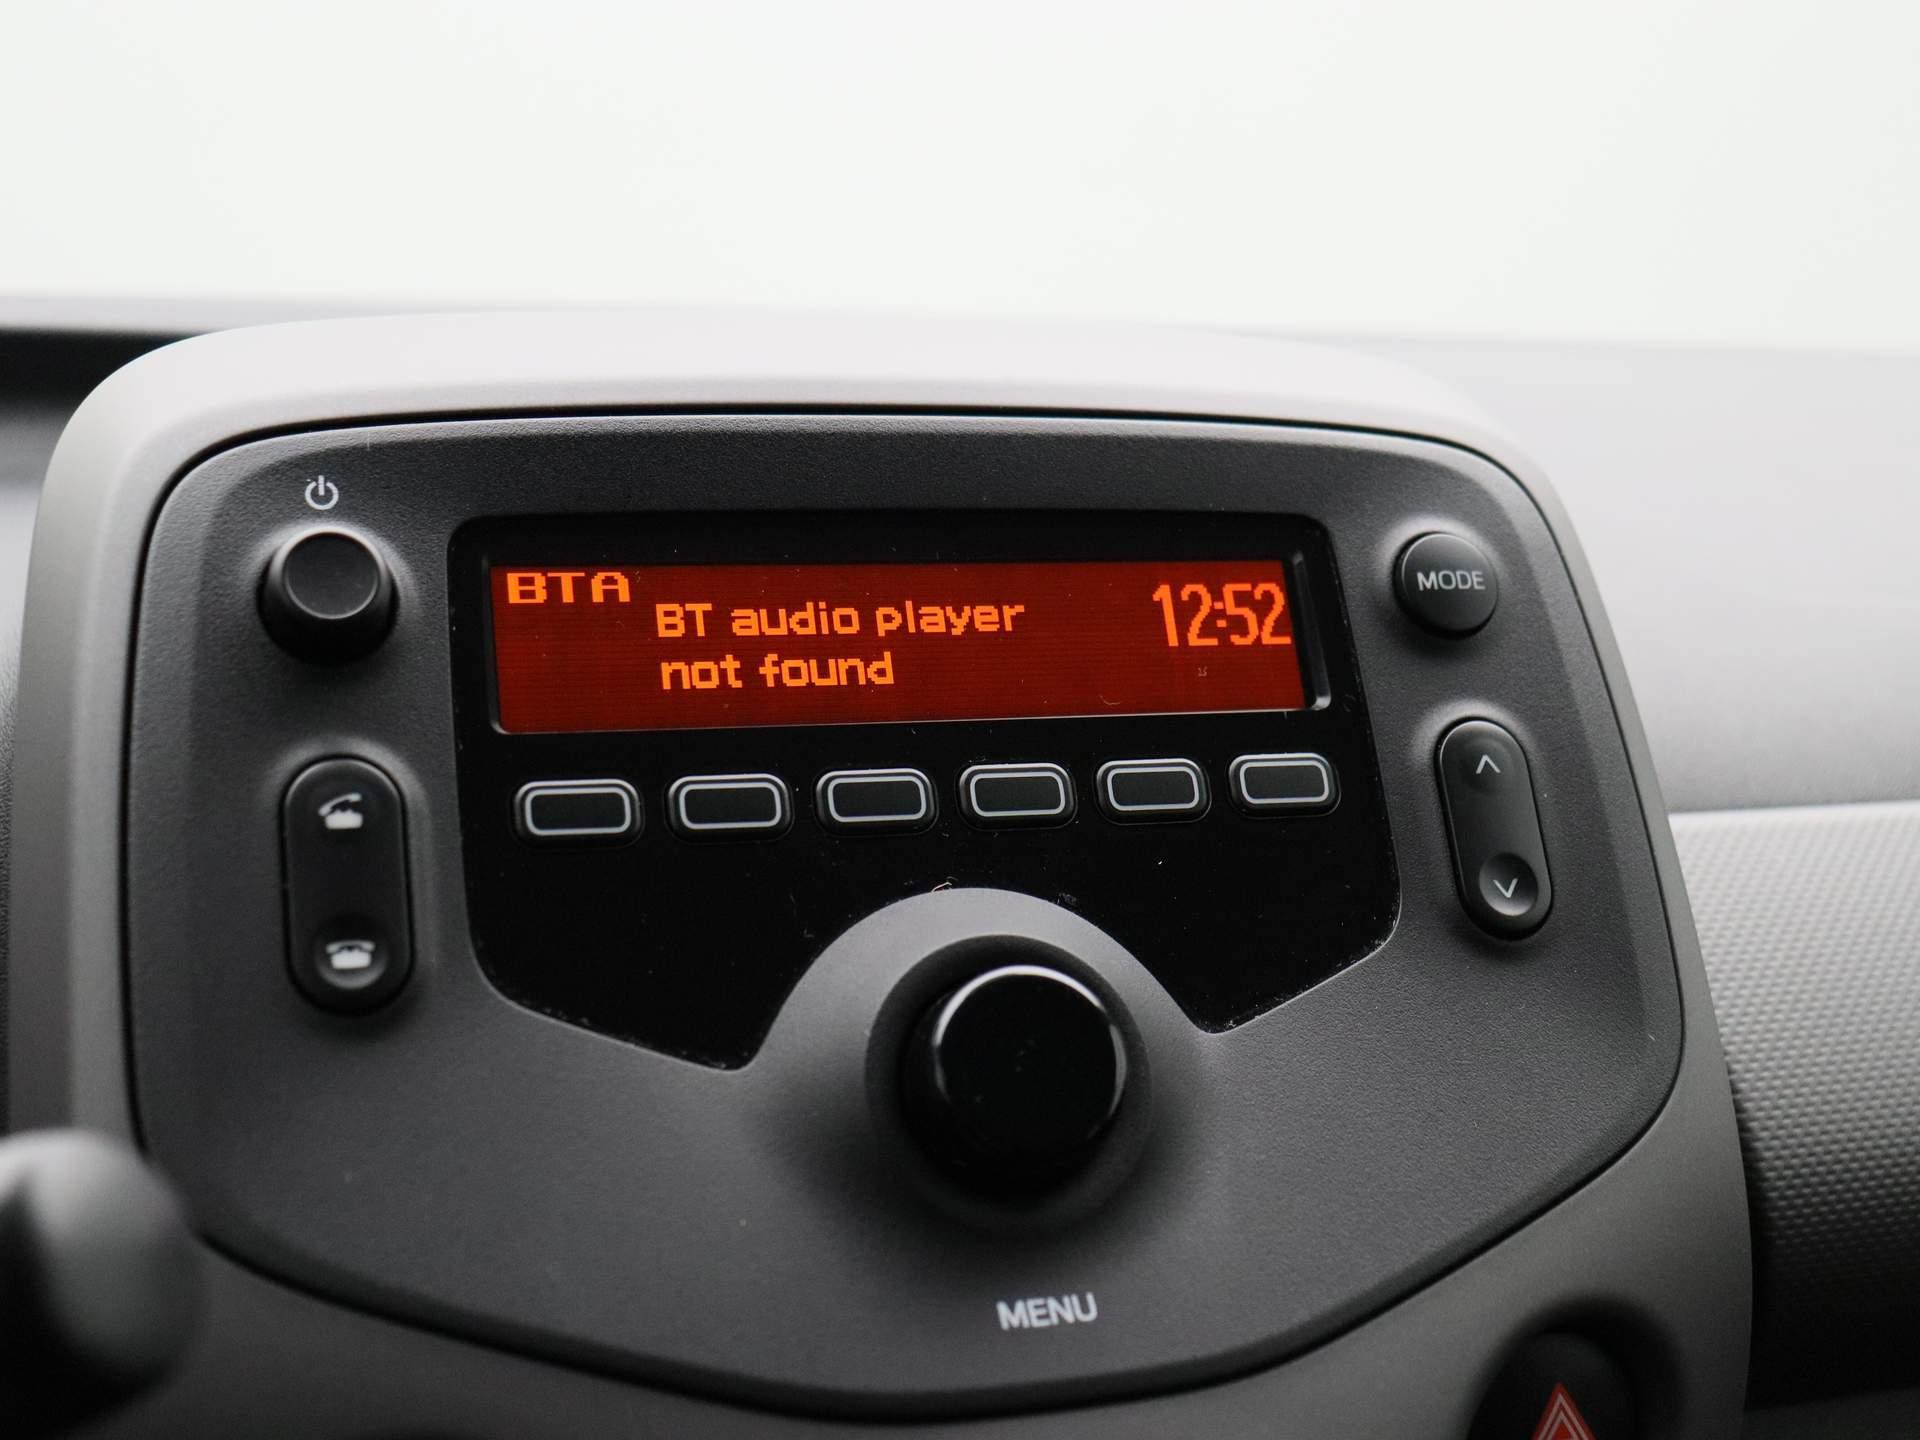 BTA
BT audio player
not found
12:52
MODE
MENU